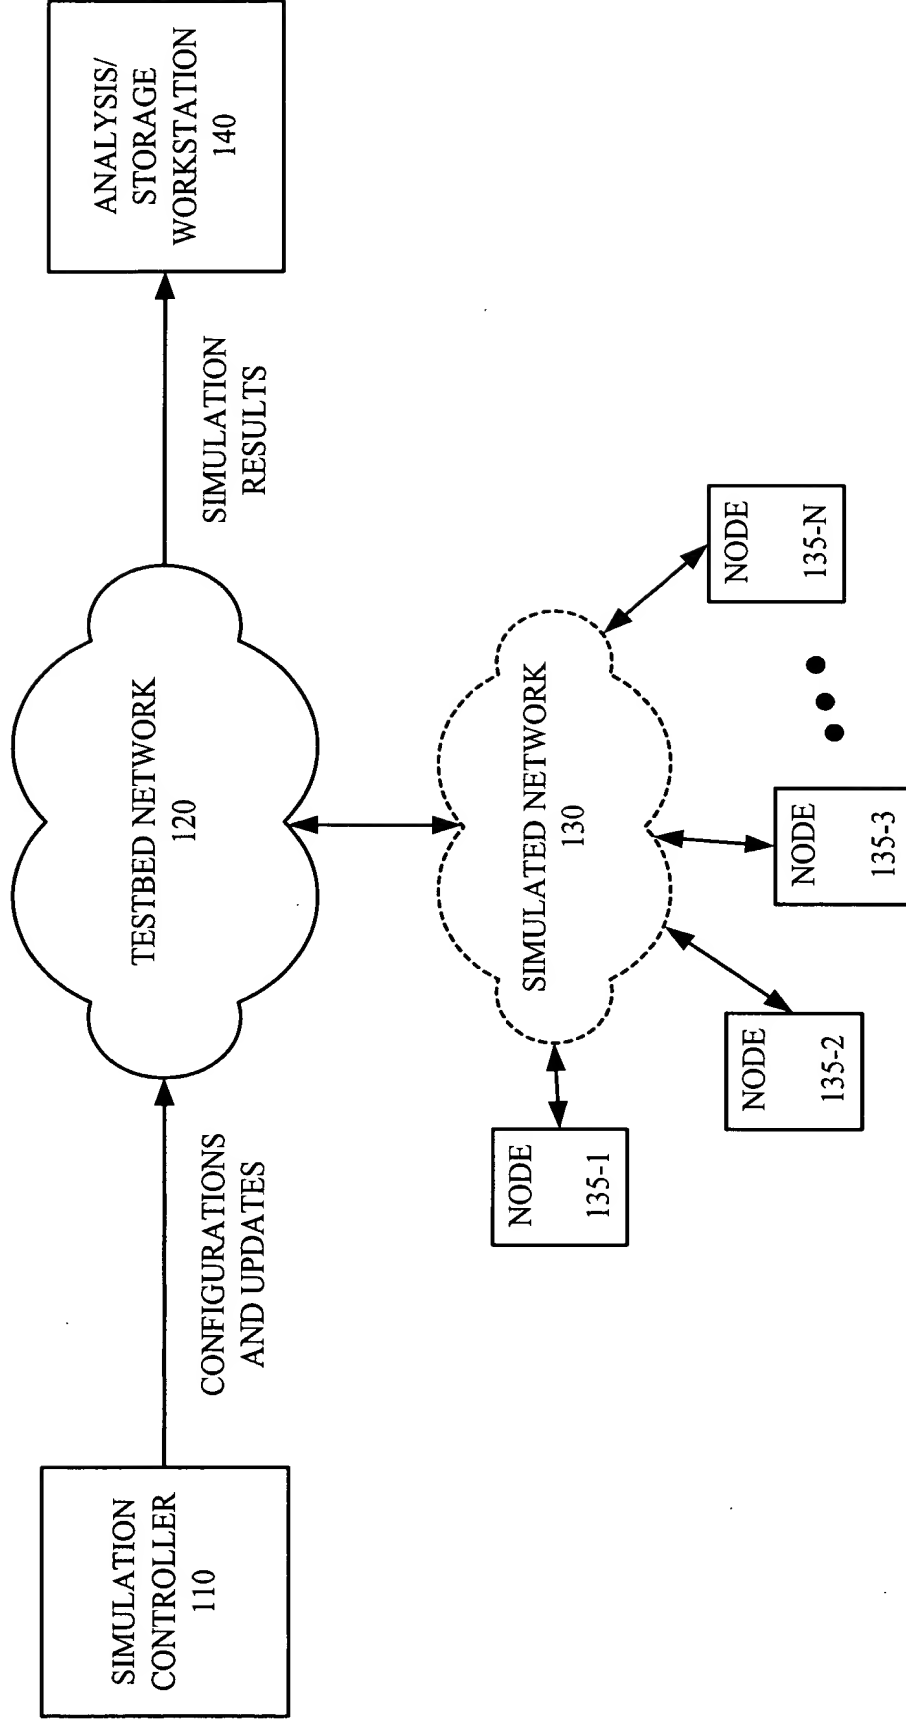 SIMULATION
CONTROLLER
110
CONFIGURATIONS
AND UPDATES
TESTBED NETWORK
120
SIMULATION
RESULTS
ANALYSIS/
STORAGE
WORKSTATION
140
SIMULATED NETWORK
130
NODE
135-1
NODE
135-2
NODE
135-3
NODE
135-N